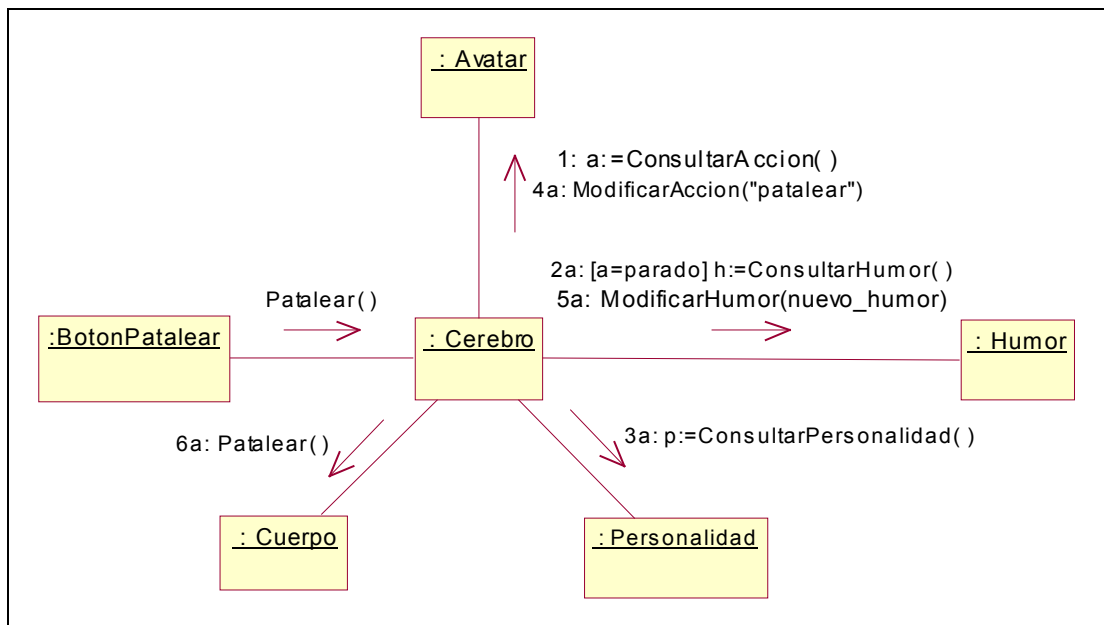 : Avatar
1: a:=ConsultarAccion( )
4a: ModificarAccion("patalear")
2a: [a=parado] h:=ConsultarHumor( )
5a: ModificarHumor(nuevo_humor)
Patalear( )
:BotonPatalear
: Cerebro
: Humor
6a: Patalear( )
3a: p:=ConsultarPersonalidad( )
: Cuerpo
: Personalidad